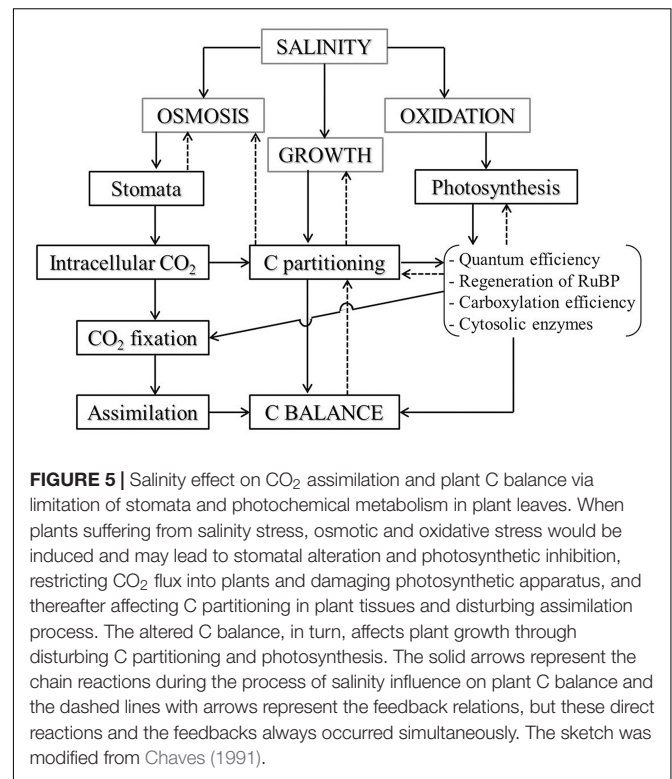 SALINITY
OSMOSIS
OXIDATION
GROWTH
Stomata
Photosynthesis
Intracellular CO₂
C partitioning
- Quantum efficiency
- Regeneration of RuBP
- Carboxylation efficiency
- Cytosolic enzymes
CO₂ fixation
Assimilation
C BALANCE
FIGURE 5 | Salinity effect on CO₂ assimilation and plant C balance via
limitation of stomata and photochemical metabolism in plant leaves. When
plants suffering from salinity stress, osmotic and oxidative stress would be
induced and may lead to stomatal alteration and photosynthetic inhibition,
restricting CO₂ flux into plants and damaging photosynthetic apparatus, and
thereafter affecting C partitioning in plant tissues and disturbing assimilation
process. The altered C balance, in turn, affects plant growth through
disturbing C partitioning and photosynthesis. The solid arrows represent the
chain reactions during the process of salinity influence on plant C balance and
the dashed lines with arrows represent the feedback relations, but these direct
reactions and the feedbacks always occurred simultaneously. The sketch was
modified from Chaves (1991).